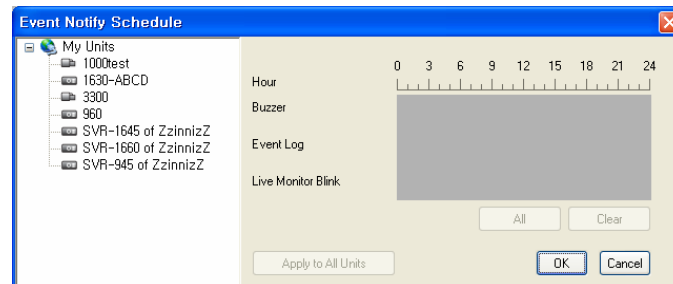 Event Notify Schedule
My Units
1000test
1630-ABCD
3300
960
SVR-1645 of ZzinnizZ
SVR-1660 of ZzinnizZ
SVR-945 of ZzinnizZ
0 3 6 9 12 15 18 21 24
Hour
Buzzer
Event Log
Live Monitor Blink
All Clear
Apply to All Units OK Cancel